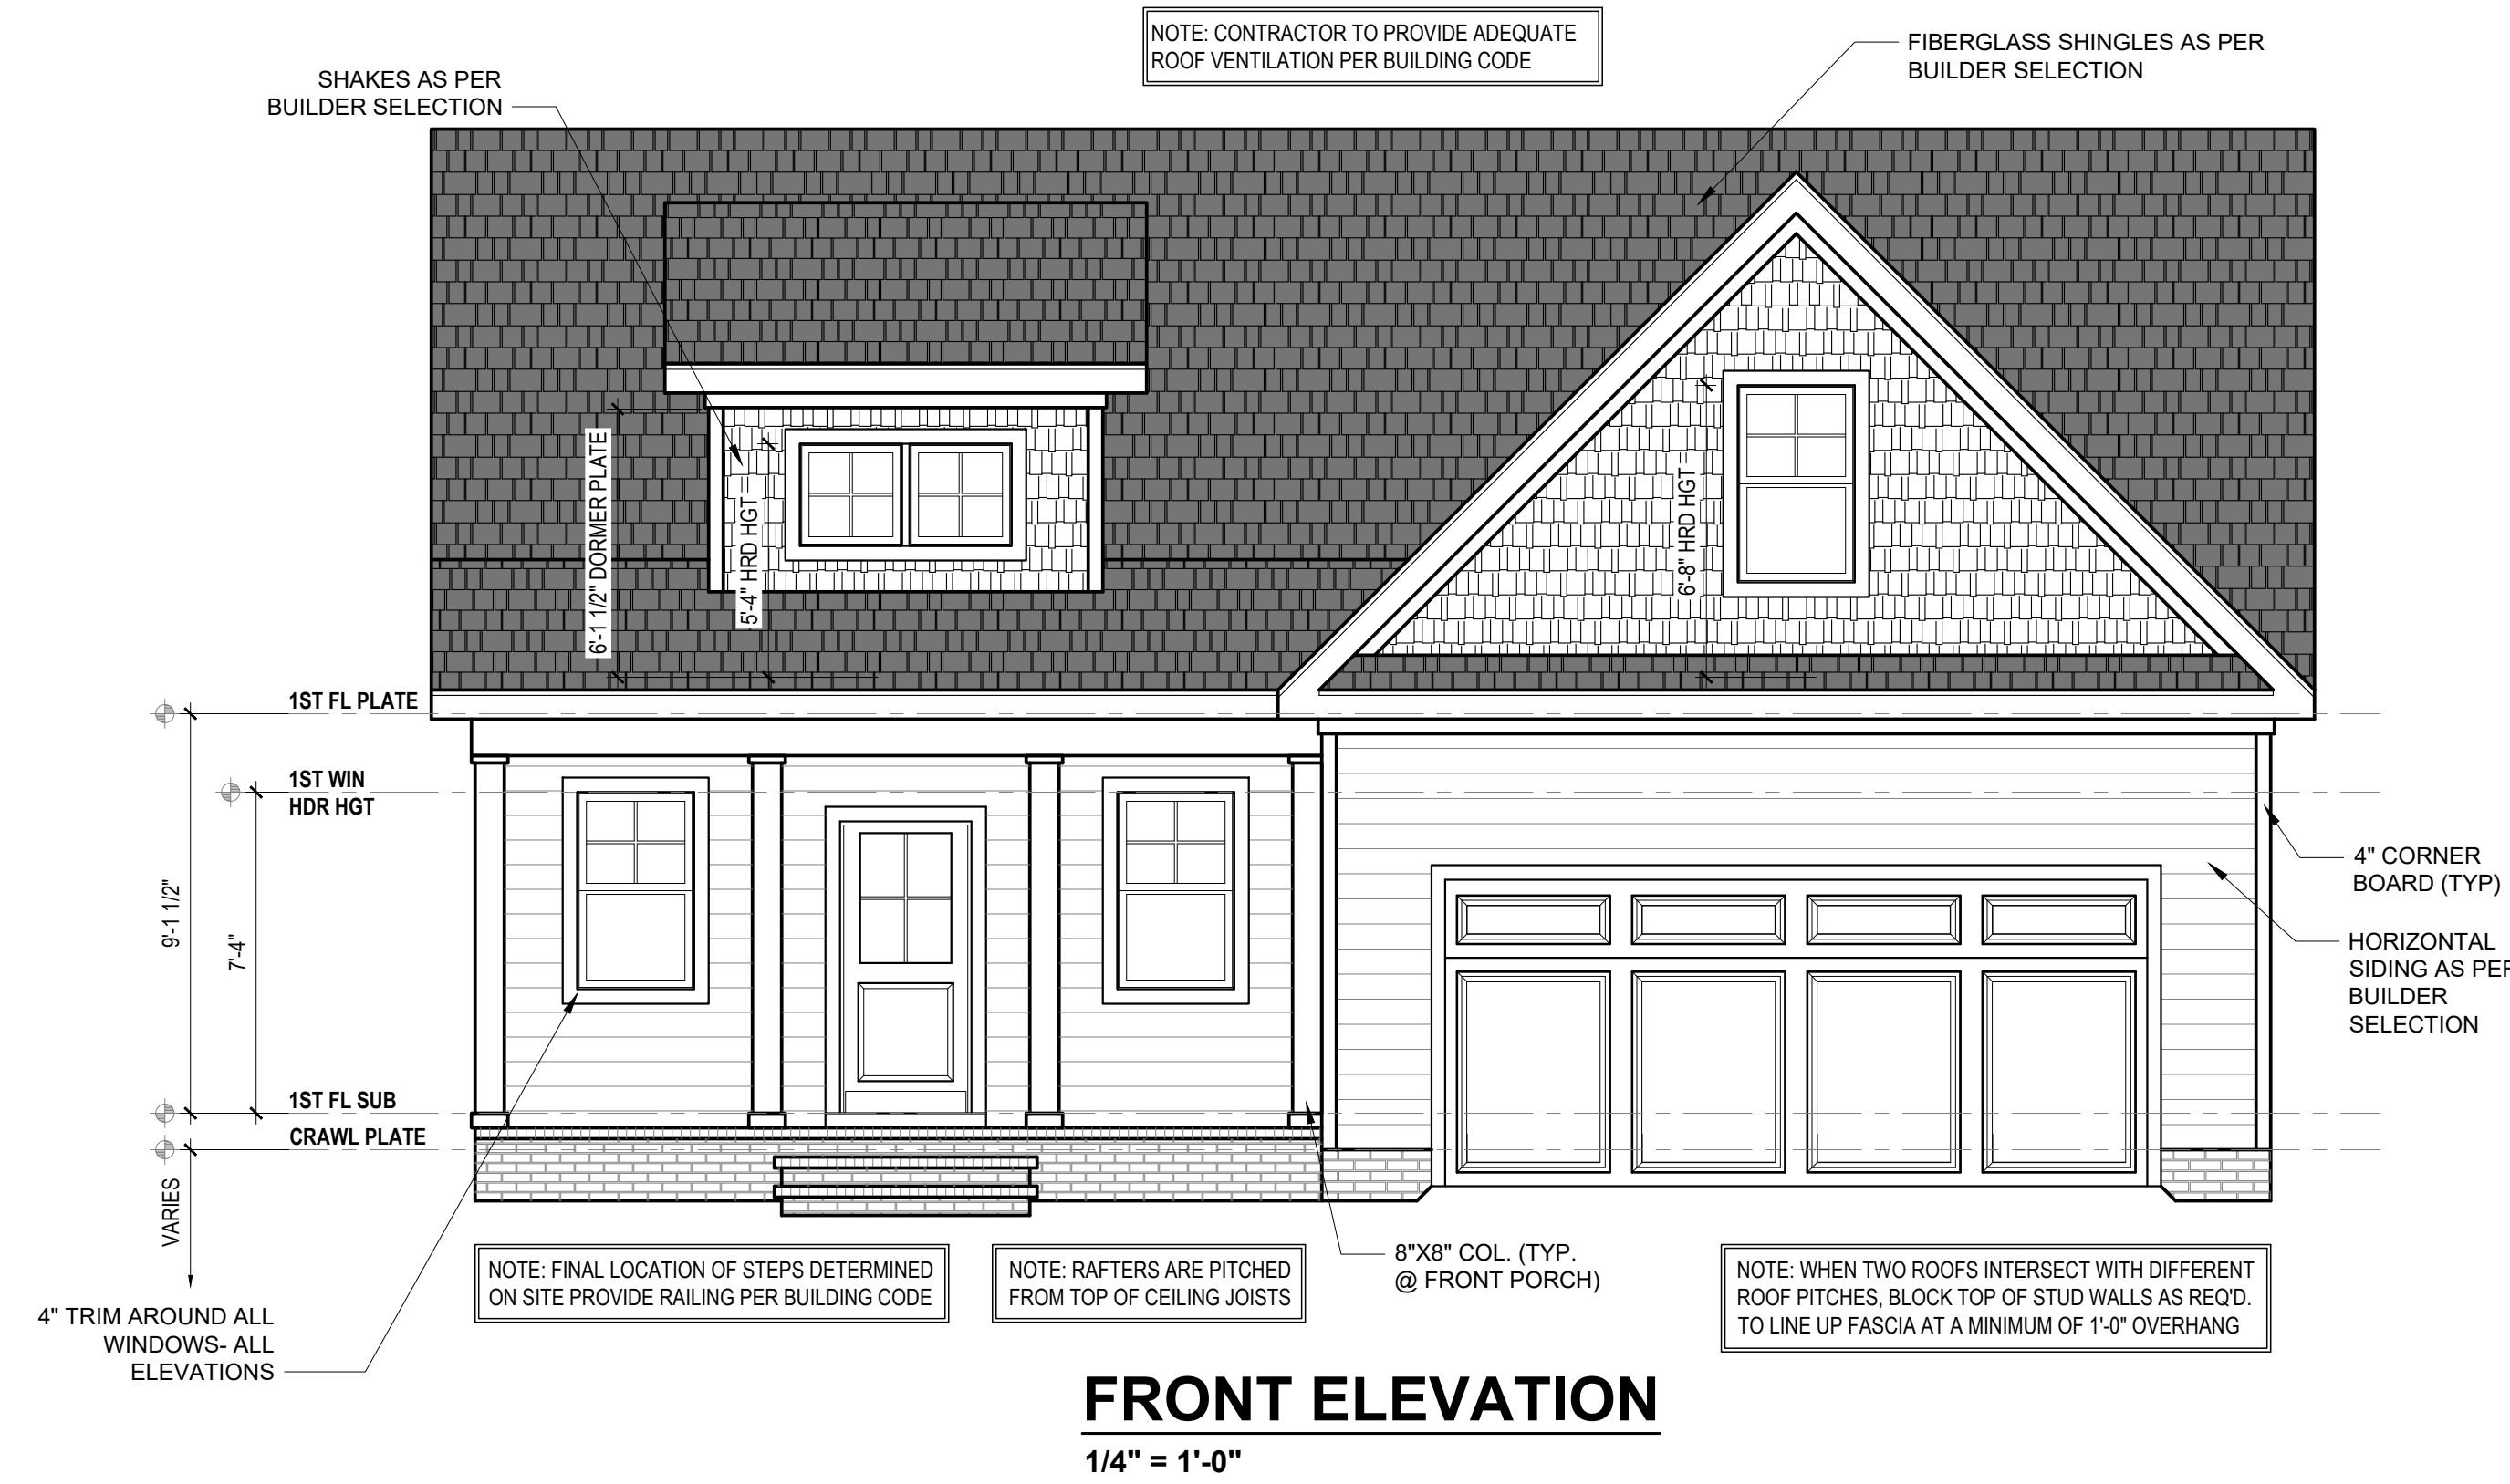 NOTE: CONTRACTOR TO PROVIDE ADEQUATE
ROOF VENTILATION PER BUILDING CODE
FIBERGLASS SHINGLES AS PER
BUILDER SELECTION
SHAKES AS PER
BUILDER SELECTION
6'-1 1/2" DORMER PLATE
5'-4" HRD HGT
6'-8" HRD HGT
1ST FL PLATE
1ST WIN
HDR HGT
9'-1 1/2"
7'-4"
4" CORNER
BOARD (TYP)
HORIZONTAL
SIDING AS PER
BUILDER
SELECTION
1ST FL SUB
CRAWL PLATE
VARIES
8"X8" COL. (TYP.
@ FRONT PORCH)
NOTE: FINAL LOCATION OF STEPS DETERMINED
ON SITE PROVIDE RAILING PER BUILDING CODE
NOTE: RAFTERS ARE PITCHED
FROM TOP OF CEILING JOISTS
NOTE: WHEN TWO ROOFS INTERSECT WITH DIFFERENT
ROOF PITCHES, BLOCK TOP OF STUD WALLS AS REQ'D.
TO LINE UP FASCIA AT A MINIMUM OF 1'-0" OVERHANG
4" TRIM AROUND ALL
WINDOWS- ALL
ELEVATIONS
FRONT ELEVATION
1/4" = 1'-0"